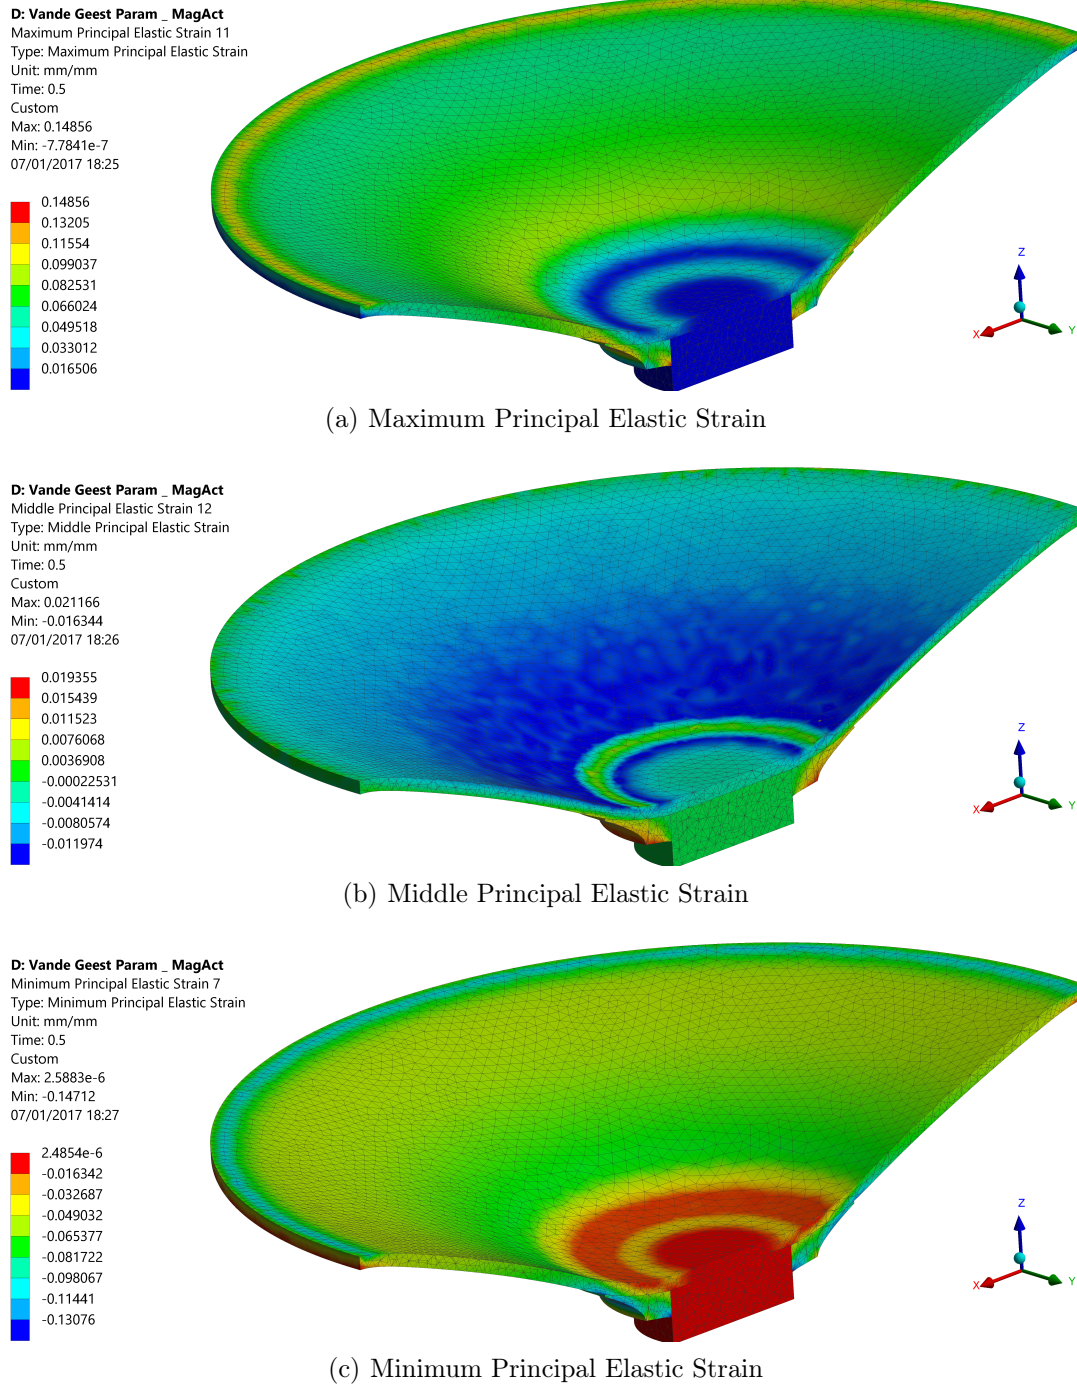 D: Vande Geest Param _ MagAct
Maximum Principal Elastic Strain 11
Type: Maximum Principal Elastic Strain
Unit: mm/mm
Time: 0.5
Custom
Max: 0.14856
Min: -7.7841e-7
07/01/2017 18:25
0.14856
0.13205
0.11554
0.099037
0.082531
0.066024
0.049518
0.033012
0.016506
Z
X
Y
(a) Maximum Principal Elastic Strain
D: Vande Geest Param _ MagAct
Middle Principal Elastic Strain 12
Type: Middle Principal Elastic Strain
Unit: mm/mm
Time: 0.5
Custom
Max: 0.021166
Min: -0.016344
07/01/2017 18:26
0.019355
0.015439
0.011523
0.0076068
0.0036908
-0.00022531
-0.0041414
-0.0080574
-0.011974
Z
X
Y
(b) Middle Principal Elastic Strain
D: Vande Geest Param _ MagAct
Minimum Principal Elastic Strain 7
Type: Minimum Principal Elastic Strain
Unit: mm/mm
Time: 0.5
Custom
Max: 2.5883e-6
Min: -0.14712
07/01/2017 18:27
2.4854e-6
-0.016342
-0.032687
-0.049032
-0.065377
-0.081722
-0.098067
-0.11441
-0.13076
Z
X
Y
(c) Minimum Principal Elastic Strain